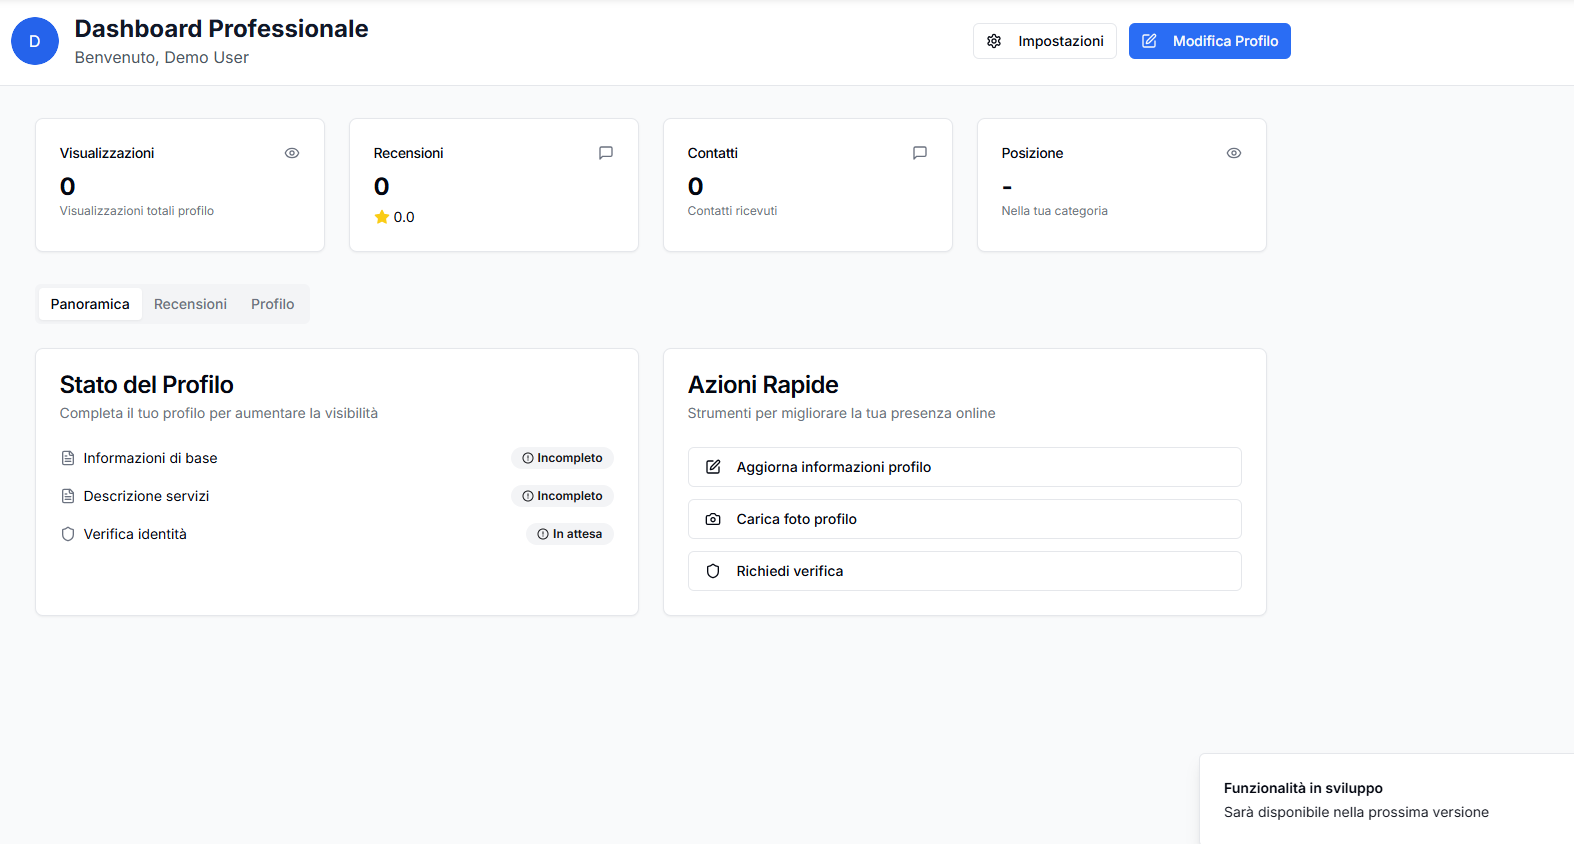 D
Dashboard Professionale
Benvenuto, Demo User
Impostazioni
Modifica Profilo
Visualizzazioni
0
Visualizzazioni totali profilo
Recensioni
0
0.0
Contatti
0
Contatti ricevuti
Posizione
-
Nella tua categoria
Panoramica
Recensioni
Profilo
Stato del Profilo
Completa il tuo profilo per aumentare la visibilità
Informazioni di base
Incompleto
Descrizione servizi
Incompleto
Verifica identità
In attesa
Azioni Rapide
Strumenti per migliorare la tua presenza online
Aggiorna informazioni profilo
Carica foto profilo
Richiedi verifica
Funzionalità in sviluppo
Sarà disponibile nella prossima versione